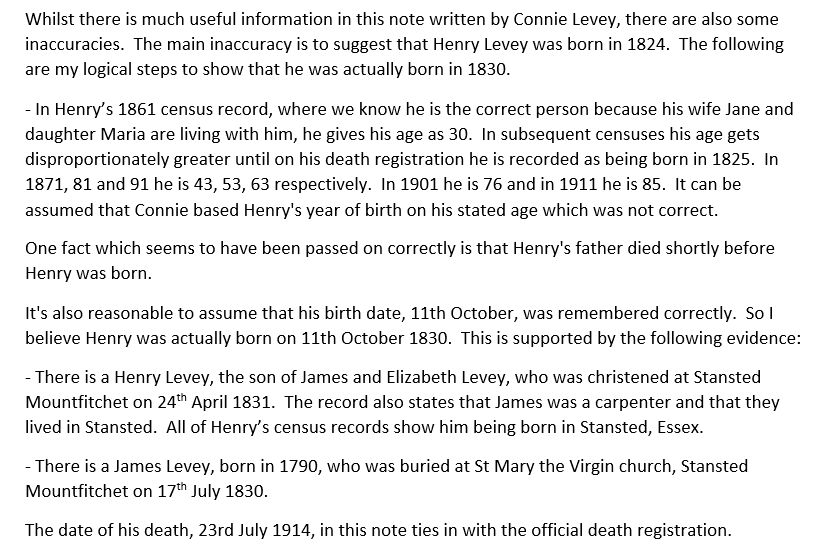 Whilst there is much useful information in this note written by Connie Levey, there are also some
inaccuracies.  The main inaccuracy is to suggest that Henry Levey was born in 1824.  The following
are my logical steps to show that he was actually born in 1830.
- In Henry’s 1861 census record, where we know he is the correct person because his wife Jane and
daughter Maria are living with him, he gives his age as 30.  In subsequent censuses his age gets
disproportionately greater until on his death registration he is recorded as being born in 1825.  In
1871, 81 and 91 he is 43, 53, 63 respectively.  In 1901 he is 76 and in 1911 he is 85.  It can be
assumed that Connie based Henry's year of birth on his stated age which was not correct.
One fact which seems to have been passed on correctly is that Henry's father died shortly before
Henry was born.
It's also reasonable to assume that his birth date, 11th October, was remembered correctly.  So I
believe Henry was actually born on 11th October 1830.  This is supported by the following evidence:
- There is a Henry Levey, the son of James and Elizabeth Levey, who was christened at Stansted
Mountfitchet on 24th April 1831.  The record also states that James was a carpenter and that they
lived in Stansted.  All of Henry’s census records show him being born in Stansted, Essex.
- There is a James Levey, born in 1790, who was buried at St Mary the Virgin church, Stansted
Mountfitchet on 17th July 1830.
The date of his death, 23rd July 1914, in this note ties in with the official death registration.